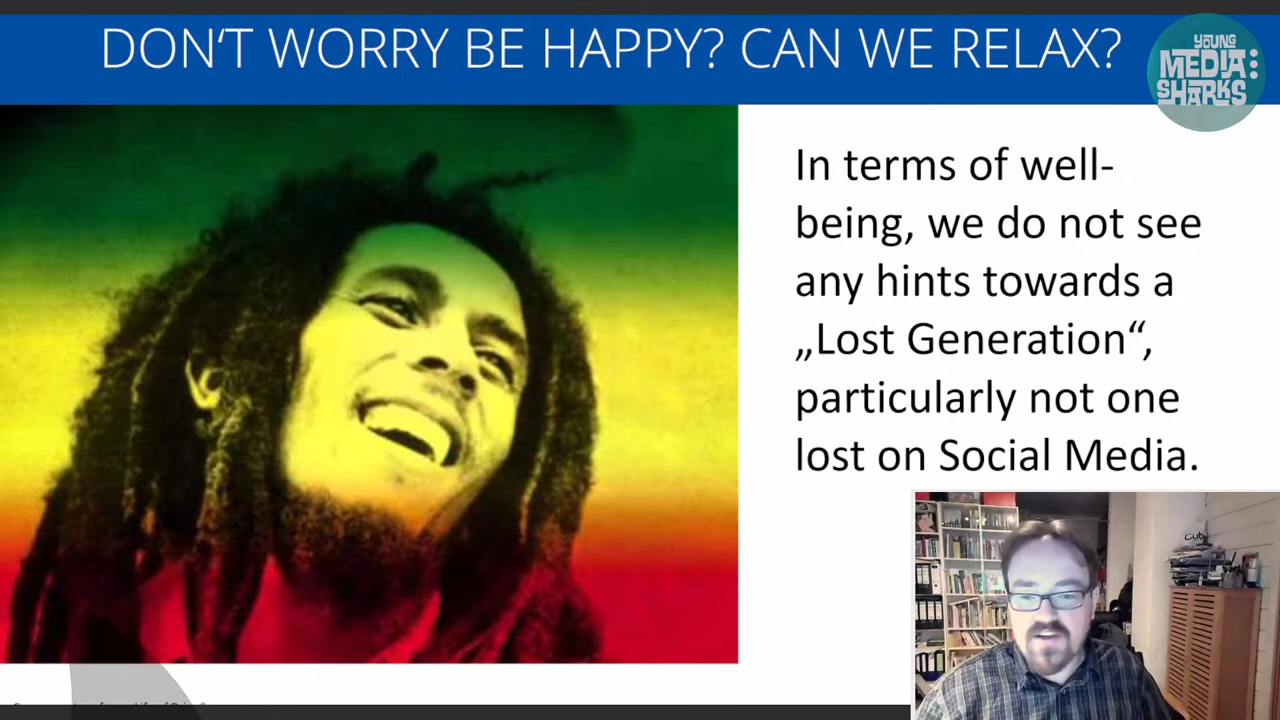 DON‘T WORRY BE HAPPY? CAN WE RELAX?
YOUNG
MEDIA:
SHARKS
In terms of well-
being, we do not see
any hints towards a
„Lost Generation“,
particularly not one
lost on Social Media.